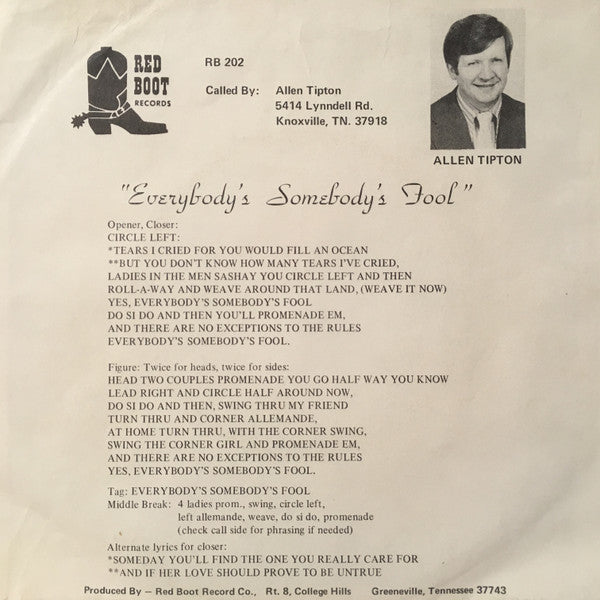 RED
BOOT
RECORDS
RB 202
Called By: Allen Tipton
5414 Lynndell Rd.
Knoxville, TN. 37918
ALLEN TIPTON
"Everybody's Somebody's Fool"
Opener, Closer:
CIRCLE LEFT:
*TEARS I CRIED FOR YOU WOULD FILL AN OCEAN
**BUT YOU DON'T KNOW HOW MANY TEARS I'VE CRIED,
LADIES IN THE MEN SASHAY YOU CIRCLE LEFT AND THEN
ROLL-A-WAY AND WEAVE AROUND THAT LAND, (WEAVE IT NOW)
YES, EVERYBODY'S SOMEBODY'S FOOL
DO SI DO AND THEN YOU'LL PROMENADE EM,
AND THERE ARE NO EXCEPTIONS TO THE RULES
EVERYBODY'S SOMEBODY'S FOOL.
Figure: Twice for heads, twice for sides:
HEAD TWO COUPLES PROMENADE YOU GO HALF WAY YOU KNOW
LEAD RIGHT AND CIRCLE HALF AROUND NOW,
DO SI DO AND THEN, SWING THRU MY FRIEND
TURN THRU AND CORNER ALLEMANDE,
AT HOME TURN THRU, WITH THE CORNER SWING,
SWING THE CORNER GIRL AND PROMENADE EM,
AND THERE ARE NO EXCEPTIONS TO THE RULES
YES, EVERYBODY'S SOMEBODY'S FOOL.
Tag: EVERYBODY'S SOMEBODY'S FOOL
Middle Break: 4 ladies prom., swing, circle left,
left allemande, weave, do si do, promenade
(check call side for phrasing if needed)
Alternate lyrics for closer:
*SOMEDAY YOU'LL FIND THE ONE YOU REALLY CARE FOR
**AND IF HER LOVE SHOULD PROVE TO BE UNTRUE
Produced By — Red Boot Record Co., Rt. 8, College Hills Greeneville, Tennessee 37743